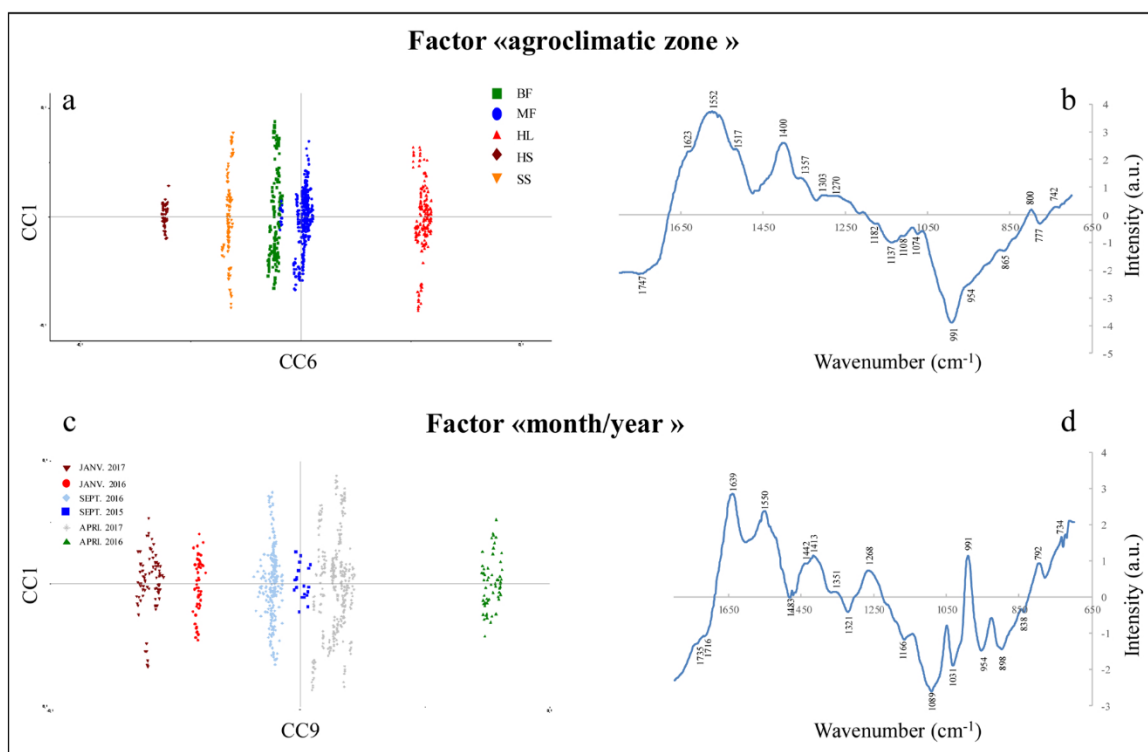 Factor «agroclimatic zone »
a
BF
MF
HL
HS
SS
CC1
CC6
b
1552
1623
1517
1400
1357
1303
1270
1182
1137
1108
1074
1747
991
954
865
800
777
742
1650
1450
1250
1050
850
650
4
3
2
1
0
-1
-2
-3
-4
-5
Intensity (a.u.)
Wavenumber (cm⁻¹)
Factor «month/year »
c
JANV. 2017
JANV. 2016
SEPT. 2016
SEPT. 2015
APRI. 2017
APRI. 2016
CC1
CC9
d
1639
1550
1442
1413
1483
1351
1321
1268
1735
1716
1166
1089
1031
991
954
898
838
792
734
1650
1450
1250
1050
850
650
4
3
2
1
0
-1
-2
-3
Intensity (a.u.)
Wavenumber (cm⁻¹)